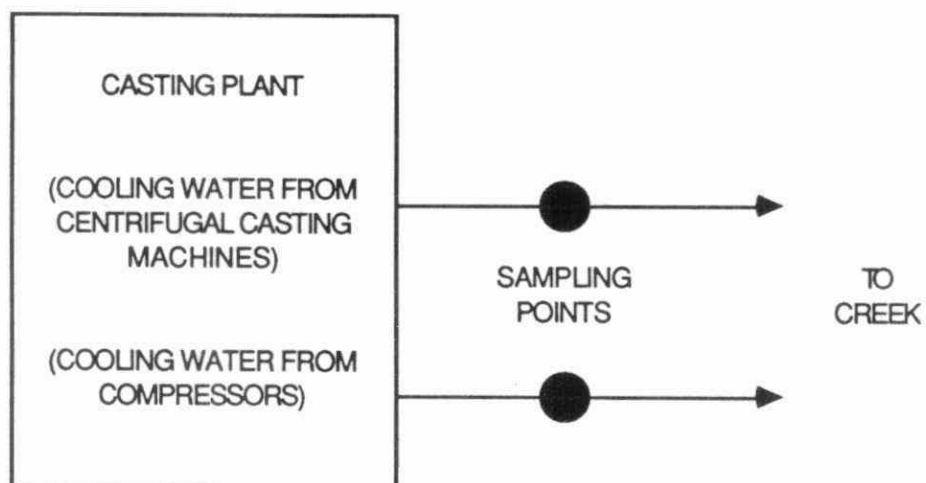 CASTING PLANT
(COOLING WATER FROM
CENTRIFUGAL CASTING
MACHINES)
SAMPLING
POINTS
TO
CREEK
(COOLING WATER FROM
COMPRESSORS)